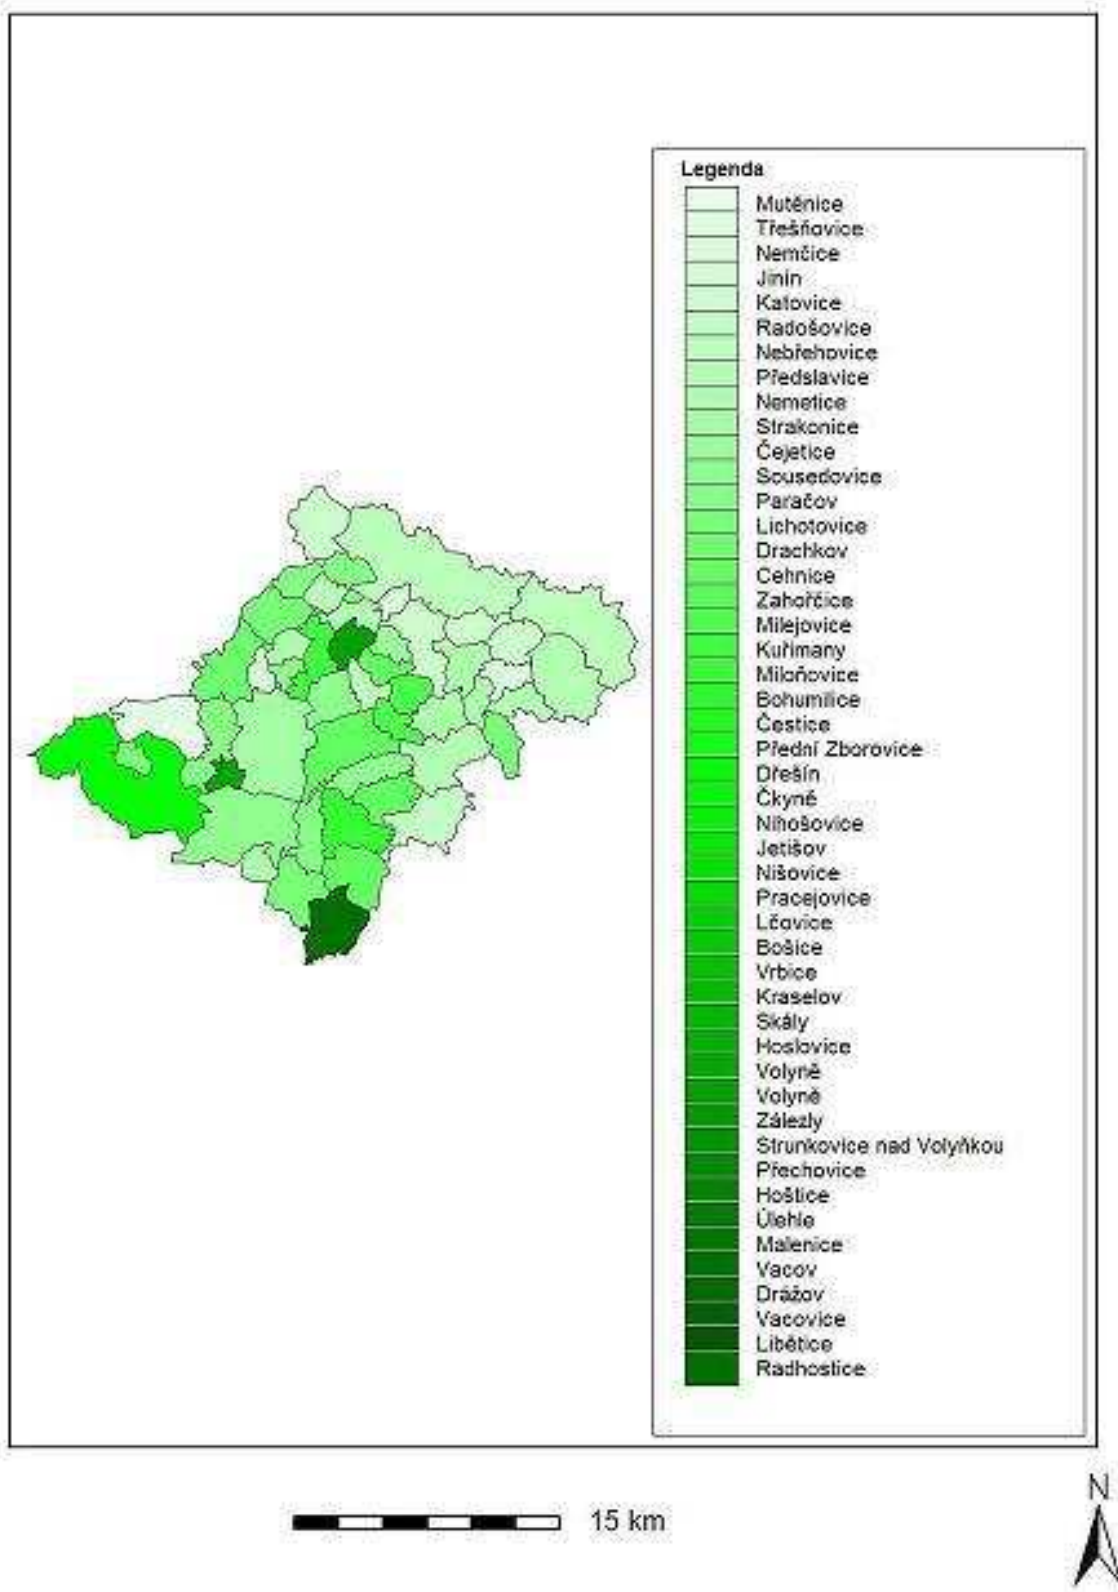 Legenda
Mutěnice
Třešňovice
Nemčice
Jinín
Katovice
Radošovice
Nebřehovice
Předslavice
Nemetice
Strakonice
Čejetice
Sousedovice
Paračov
Lichotovice
Drachkov
Cehnice
Zahořčice
Milejovice
Kuřimany
Miloňovice
Bohumilice
Čestice
Přední Zborovice
Dřešín
Čkyně
Nihošovice
Jetišov
Nišovice
Pracejovice
Lčovice
Bošice
Vrbice
Kraselov
Skály
Hoslovice
Volyně
Volyně
Zálezly
Strunkovice nad Volyňkou
Přechovice
Hoštice
Úlehle
Malenice
Vacov
Drážov
Vacovice
Libětice
Radhostice
15 km
N